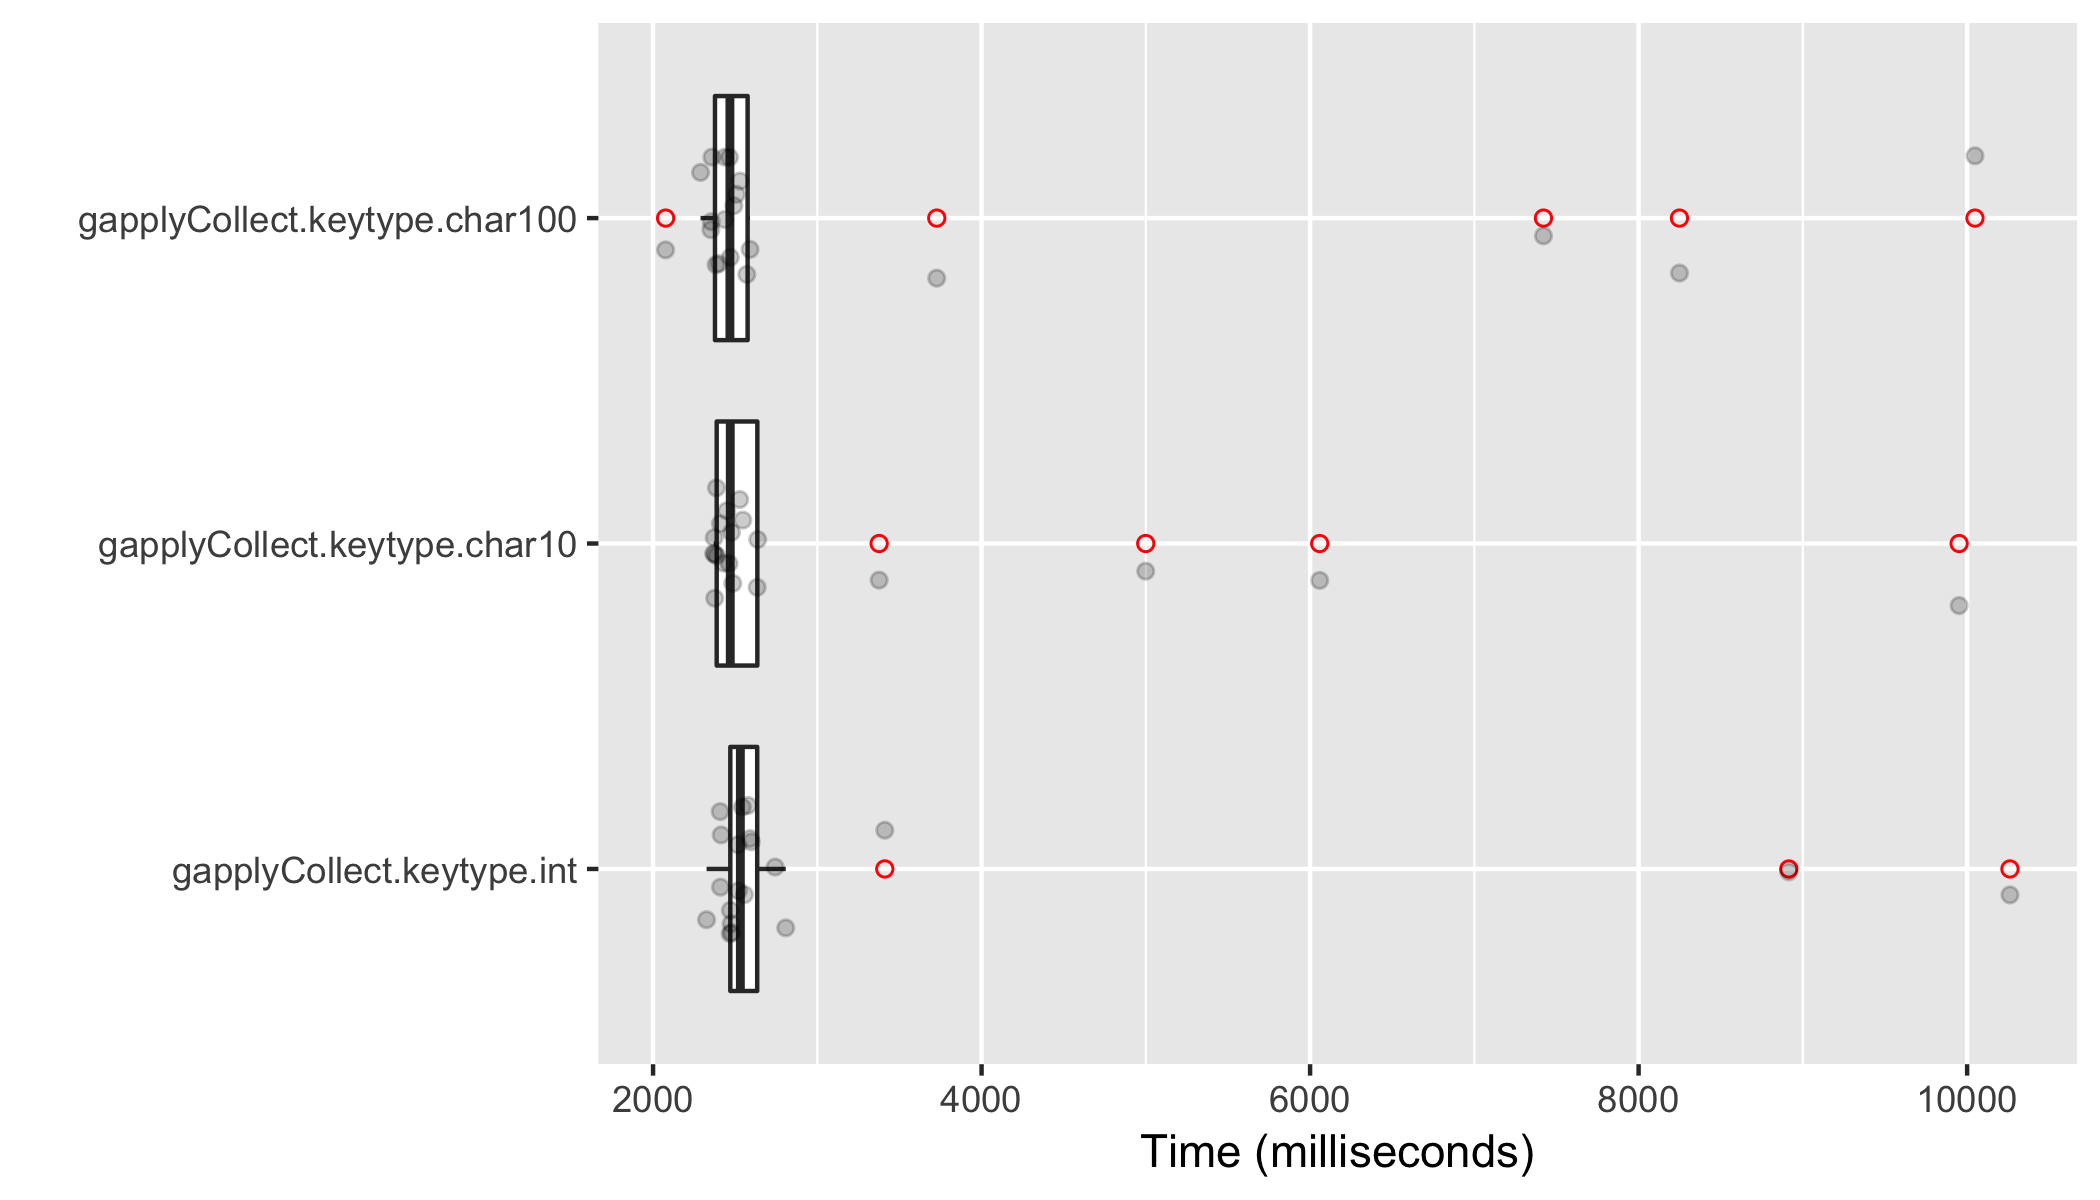 gapplyCollect.keytype.char100
gapplyCollect.keytype.char10
gapplyCollect.keytype.int
2000 4000 6000 8000 10000
Time (milliseconds)